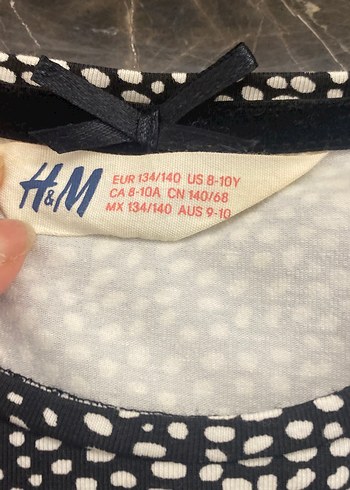 H&M
EUR 134/140 US 8-10Y
CA 8-10A CN 140/68
MX 134/140 AUS 9-10